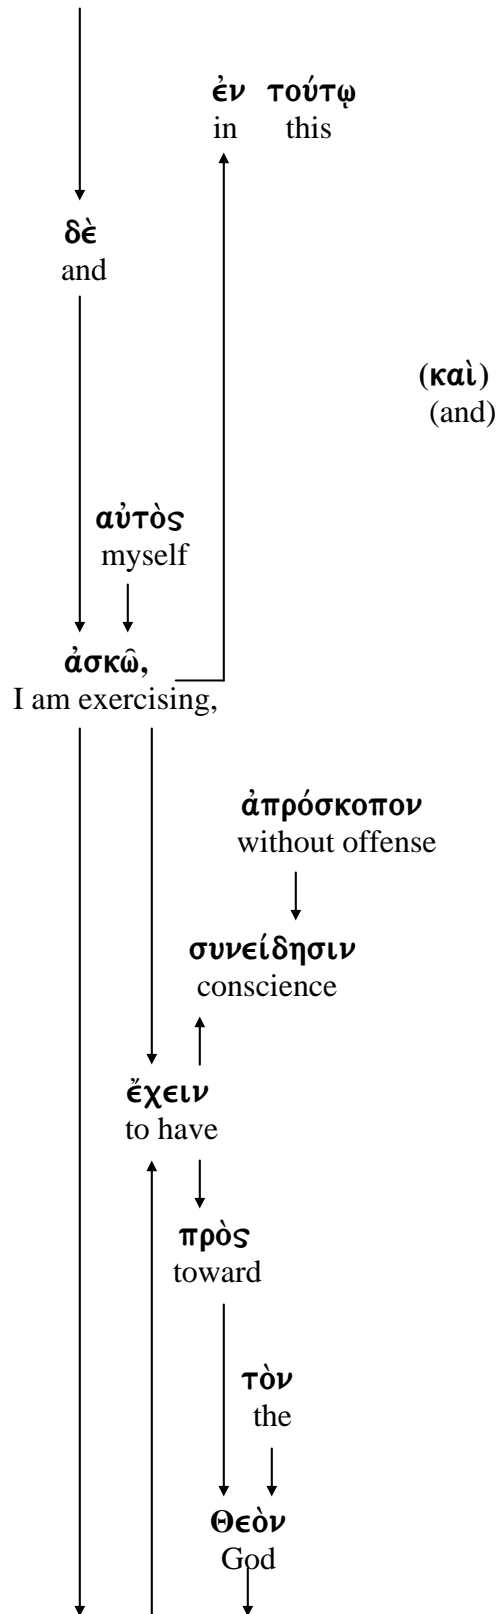 ἐν τούτῳ
in this
δὲ
and
(καὶ)
(and)
αὐτὸς
myself
ἀσκῶ,
I am exercising,
ἀπρόσκοπον
without offense
συνείδησιν
conscience
ἔχειν
to have
πρὸς
toward
τὸν
the
Θεὸν
God